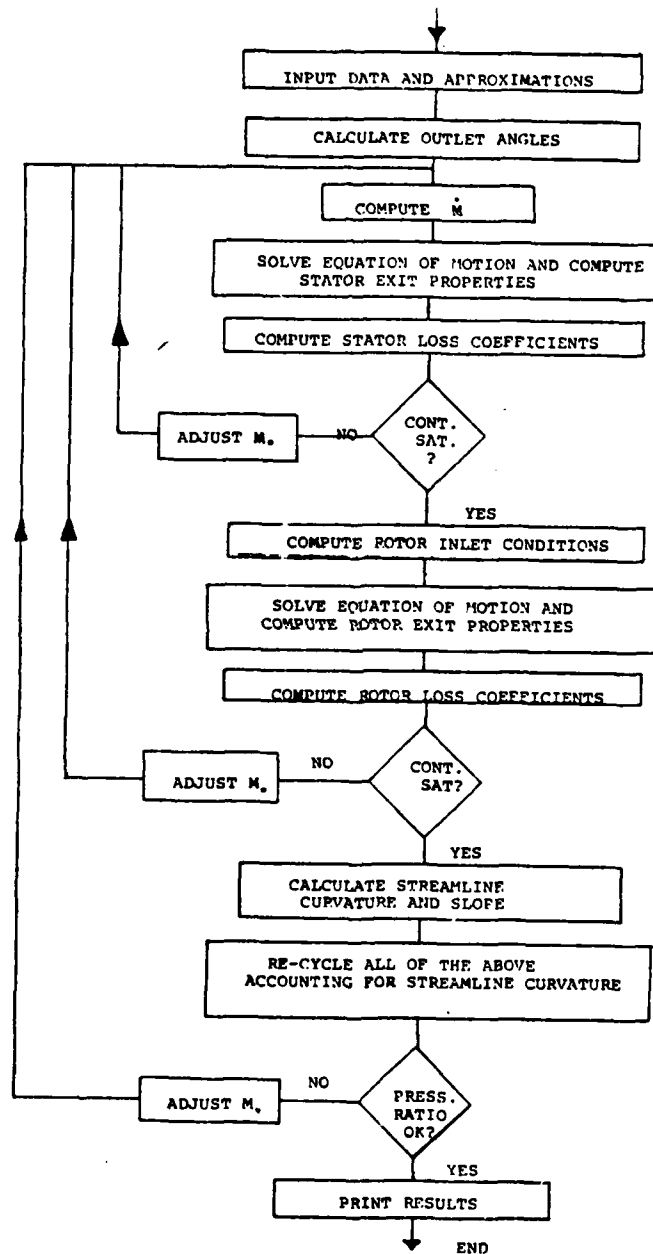 INPUT DATA AND APPROXIMATIONS
CALCULATE OUTLET ANGLES
COMPUTE Ṁ
SOLVE EQUATION OF MOTION AND COMPUTE
STATOR EXIT PROPERTIES
COMPUTE STATOR LOSS COEFFICIENTS
CONT.
SAT.
?
NO
ADJUST M.
YES
COMPUTE ROTOR INLET CONDITIONS
SOLVE EQUATION OF MOTION AND
COMPUTE ROTOR EXIT PROPERTIES
COMPUTE ROTOR LOSS COEFFICIENTS
CONT.
SAT?
NO
ADJUST M.
YES
CALCULATE STREAMLINE
CURVATURE AND SLOPE
RE-CYCLE ALL OF THE ABOVE
ACCOUNTING FOR STREAMLINE CURVATURE
PRESS.
RATIO
OK?
NO
ADJUST M.
YES
PRINT RESULTS
END